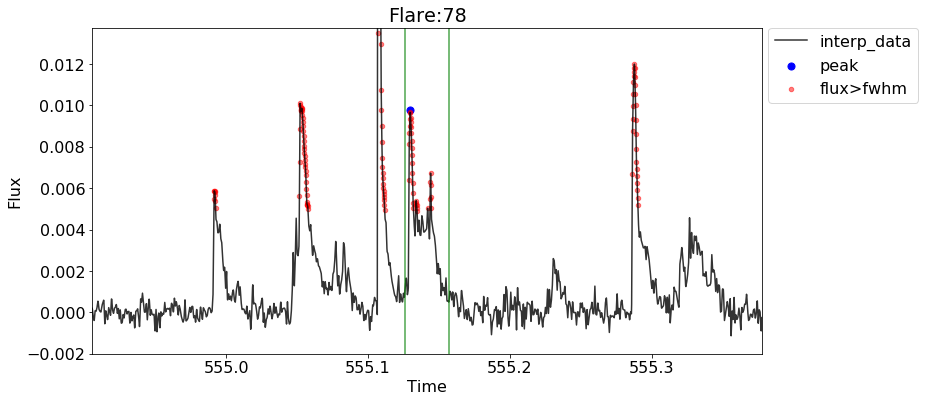 Flare:78
interp_data
peak
flux>fwhm
0.012
0.010
0.008
0.006
0.004
0.002
0.000
−0.002
Flux
555.0
555.1
555.2
555.3
Time